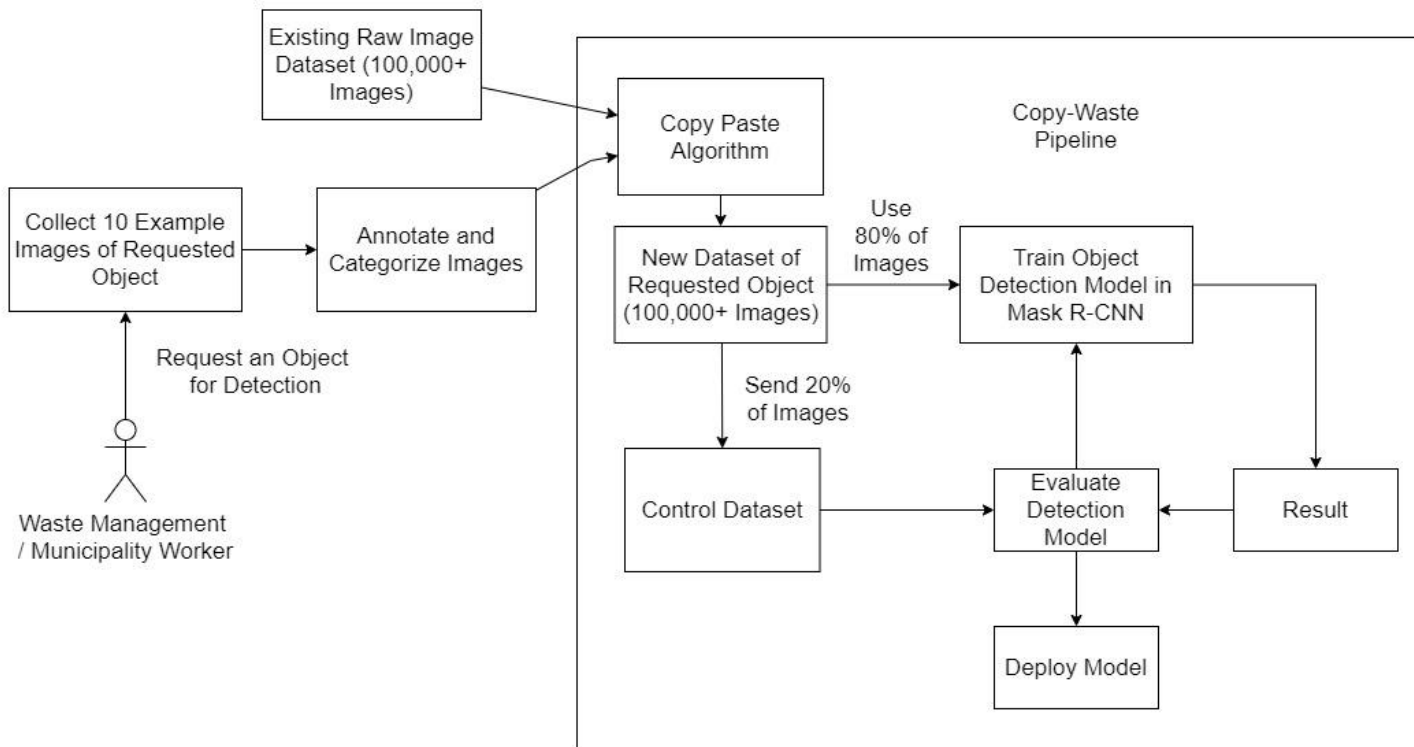 Existing Raw Image
Dataset (100,000+
Images)
Copy Paste
Algorithm
Copy-Waste
Pipeline
Collect 10 Example
Images of Requested
Object
Annotate and
Categorize Images
New Dataset of
Requested Object
(100,000+ Images)
Use
80% of
Images
Train Object
Detection Model in
Mask R-CNN
Request an Object
for Detection
Send 20%
of Images
Waste Management
/ Municipality Worker
Control Dataset
Evaluate
Detection
Model
Result
Deploy Model